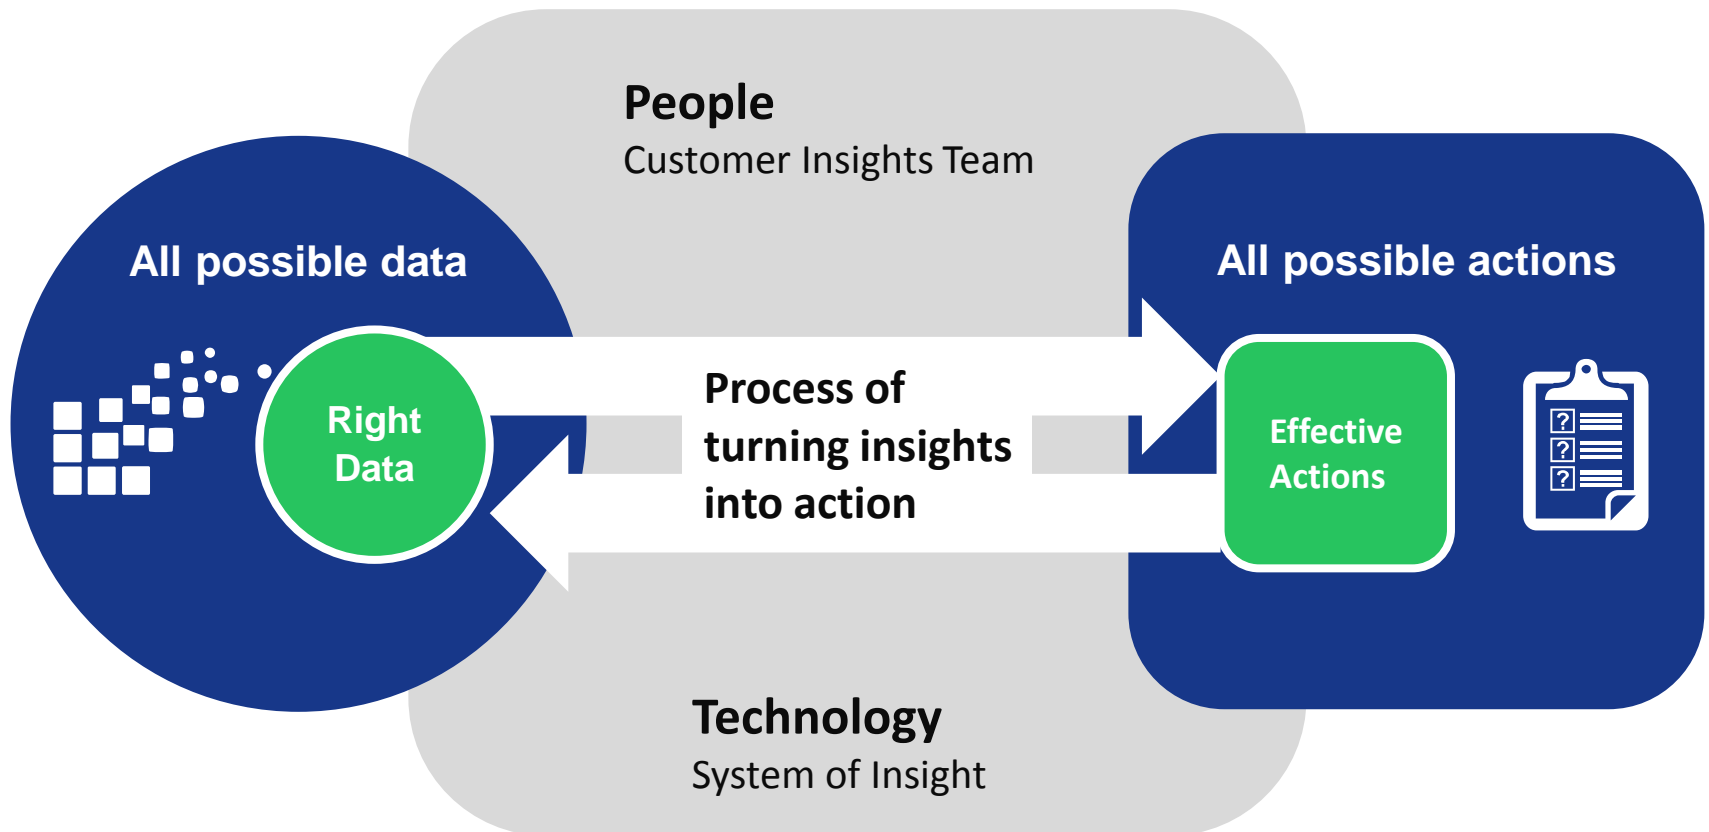 People
Customer Insights Team
All possible data
All possible actions
Right
Data
Process of
turning insights
into action
Effective
Actions
?
?
?
Technology
System of Insight